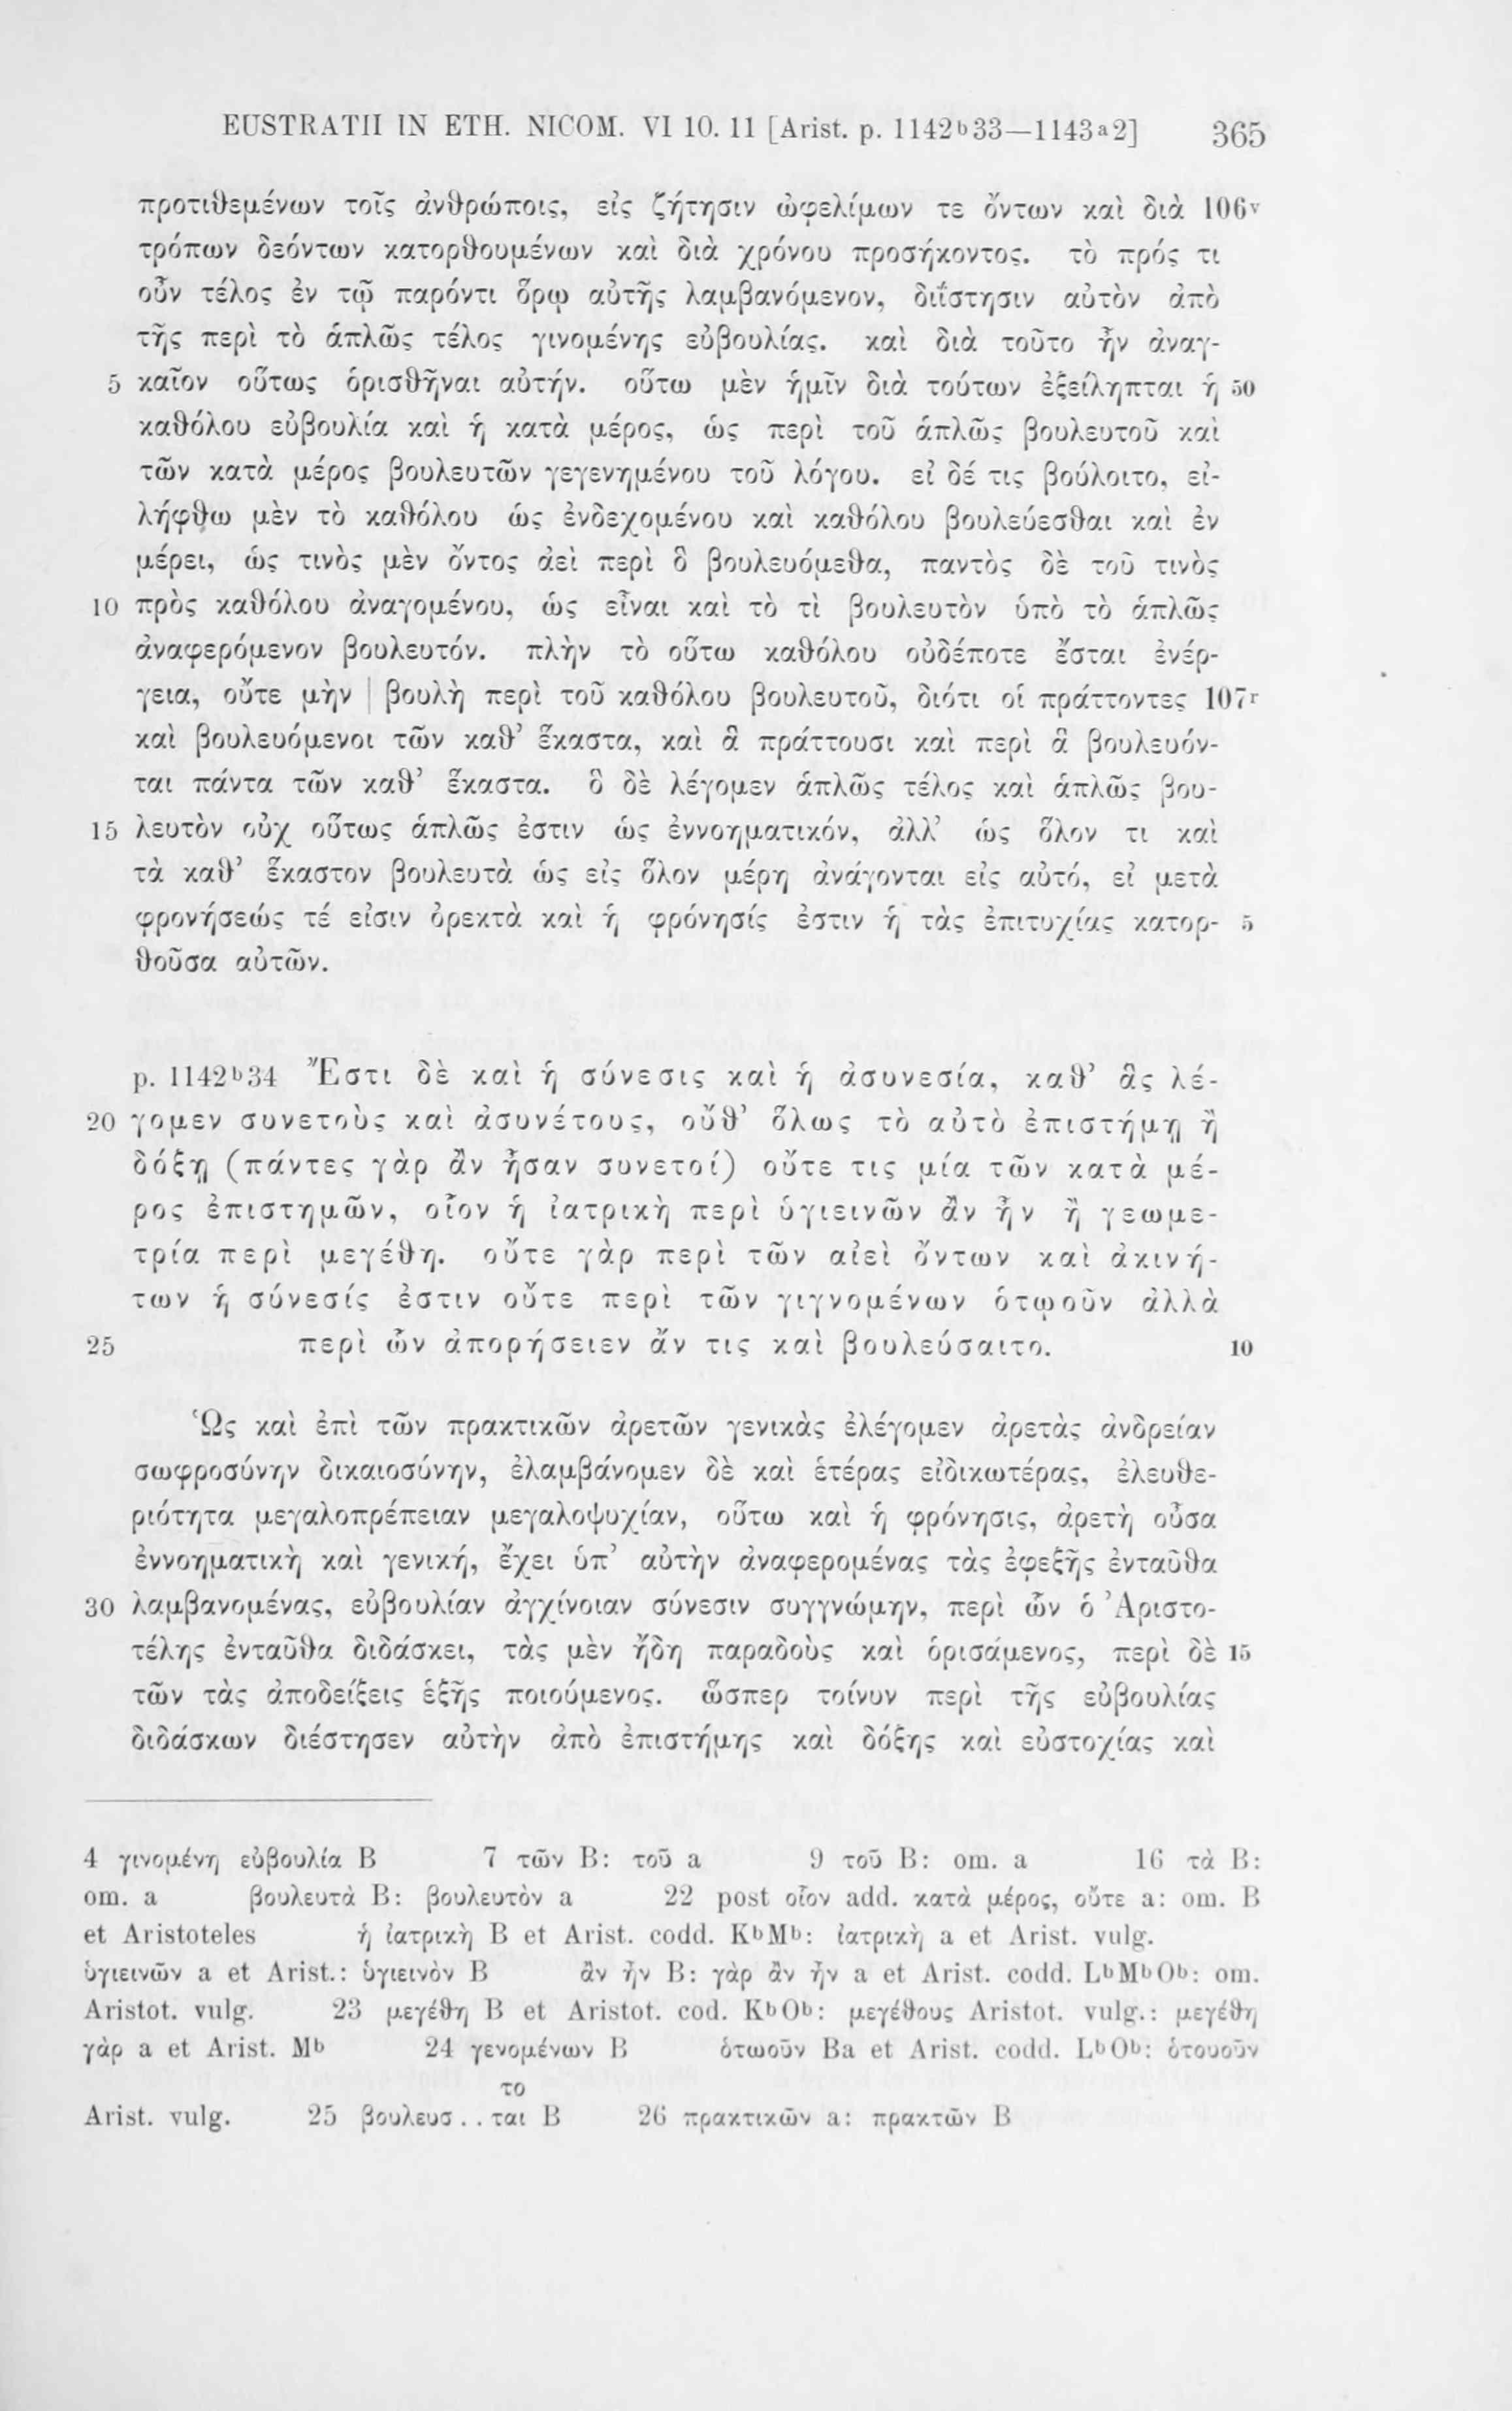 EUSTRATII IN ETH. NICOM. VI 10. 11 [Arist. p. 1142b33—1143a2] 365
προτιθεμένων τοῖς ἀνθρώποις, εἰς ζήτησιν ὠφελίμων τε ὄντων καὶ διὰ 106v
τρόπων δεόντων κατορθουμένων καὶ διὰ χρόνου προσήκοντος. τὸ πρός τι
οὖν τέλος ἐν τῷ παρόντι ὅρῳ αὐτῆς λαμβανόμενον, διΐστησιν αὐτὸν ἀπὸ
τῆς περὶ τὸ ἁπλῶς τέλος γινομένης εὐβουλίας. καὶ διὰ τοῦτο ἦν ἀναγ-
5 καῖον οὕτως ὁρισθῆναι αὐτήν. οὕτω μὲν ἡμῖν διὰ τούτων ἐξείληπται ἡ 50
καθόλου εὐβουλία καὶ ἡ κατὰ μέρος, ὡς περὶ τοῦ ἁπλῶς βουλευτοῦ καὶ
τῶν κατὰ μέρος βουλευτῶν γεγενημένου τοῦ λόγου. εἰ δέ τις βούλοιτο, εἰ-
λήφθω μὲν τὸ καθόλου ὡς ἐνδεχομένου καὶ καθόλου βουλεύεσθαι καὶ ἐν
μέρει, ὡς τινὸς μὲν ὄντος ἀεὶ περὶ ὃ βουλευόμεθα, παντὸς δὲ τοῦ τινὸς
10 πρὸς καθόλου ἀναγομένου, ὡς εἶναι καὶ τὸ τὶ βουλευτὸν ὑπὸ τὸ ἁπλῶς
ἀναφερόμενον βουλευτόν. πλὴν τὸ οὕτω καθόλου οὐδέποτε ἔσται ἐνέρ-
γεια, οὔτε μὴν | βουλὴ περὶ τοῦ καθόλου βουλευτοῦ, διότι οἱ πράττοντες 107r
καὶ βουλευόμενοι τῶν καθ’ ἕκαστα, καὶ ἃ πράττουσι καὶ περὶ ἃ βουλευόν-
ται πάντα τῶν καθ’ ἕκαστα. ὃ δὲ λέγομεν ἁπλῶς τέλος καὶ ἁπλῶς βου-
15 λευτὸν οὐχ οὕτως ἁπλῶς ἐστιν ὡς ἐννοηματικόν, ἀλλ’ ὡς ὅλον τι καὶ
τὰ καθ’ ἕκαστον βουλευτὰ ὡς εἰς ὅλον μέρη ἀνάγονται εἰς αὐτό, εἰ μετὰ
φρονήσεώς τέ εἰσιν ὀρεκτὰ καὶ ἡ φρόνησίς ἐστιν ἡ τὰς ἐπιτυχίας κατορ- 5
θοῦσα αὐτῶν.
p. 1142b34 Ἔστι δὲ καὶ ἡ σύνεσις καὶ ἡ ἀσυνεσία, καθ’ ἃς λέ-
20 γομεν συνετοὺς καὶ ἀσυνέτους, οὔθ’ ὅλως τὸ αὐτὸ ἐπιστήμῃ ἢ
δόξῃ (πάντες γὰρ ἂν ἦσαν συνετοί) οὔτε τις μία τῶν κατὰ μέ-
ρος ἐπιστημῶν, οἷον ἡ ἰατρικὴ περὶ ὑγιεινῶν ἂν ἦν ἢ γεωμε-
τρία περὶ μεγέθη. οὔτε γὰρ περὶ τῶν αἰεὶ ὄντων καὶ ἀκινή-
των ἡ σύνεσίς ἐστιν οὔτε περὶ τῶν γιγνομένων ὁτῳοῦν ἀλλὰ
25 περὶ ὧν ἀπορήσειεν ἄν τις καὶ βουλεύσαιτο. 10
Ὡς καὶ ἐπὶ τῶν πρακτικῶν ἀρετῶν γενικὰς ἐλέγομεν ἀρετὰς ἀνδρείαν
σωφροσύνην δικαιοσύνην, ἐλαμβάνομεν δὲ καὶ ἑτέρας εἰδικωτέρας, ἐλευθε-
ριότητα μεγαλοπρέπειαν μεγαλοψυχίαν, οὕτω καὶ ἡ φρόνησις, ἀρετὴ οὖσα
ἐννοηματικὴ καὶ γενική, ἔχει ὑπ’ αὐτὴν ἀναφερομένας τὰς ἐφεξῆς ἐνταῦθα
30 λαμβανομένας, εὐβουλίαν ἀγχίνοιαν σύνεσιν συγγνώμην, περὶ ὧν ὁ Ἀριστο-
τέλης ἐνταῦθα διδάσκει, τὰς μὲν ἤδη παραδοὺς καὶ ὁρισάμενος, περὶ δὲ 15
τῶν τὰς ἀποδείξεις ἑξῆς ποιούμενος. ὥσπερ τοίνυν περὶ τῆς εὐβουλίας
διδάσκων διέστησεν αὐτὴν ἀπὸ ἐπιστήμης καὶ δόξης καὶ εὐστοχίας καὶ
4 γινομένη εὐβουλία B 7 τῶν B: τοῦ a 9 τοῦ B: om. a 16 τὰ B:
om. a βουλευτὰ B: βουλευτὸν a 22 post οἷον add. κατὰ μέρος, οὔτε a: om. B
et Aristoteles ἡ ἰατρικὴ B et Arist. codd. KbMb: ἰατρικὴ a et Arist. vulg.
ὑγιεινῶν a et Arist.: ὑγιεινὸν B ἂν ἦν B: γὰρ ἂν ἦν a et Arist. codd. LbMbOb: om.
Aristot. vulg. 23 μεγέθη B et Aristot. cod. KbOb: μεγέθους Aristot. vulg.: μεγέθη
γὰρ a et Arist. Mb 24 γενομένων B ὁτωοῦν Ba et Arist. codd. LbOb: ὁτουοῦν
το
Arist. vulg. 25 βουλευσ . . ται B 26 πρακτικῶν a: πρακτῶν B